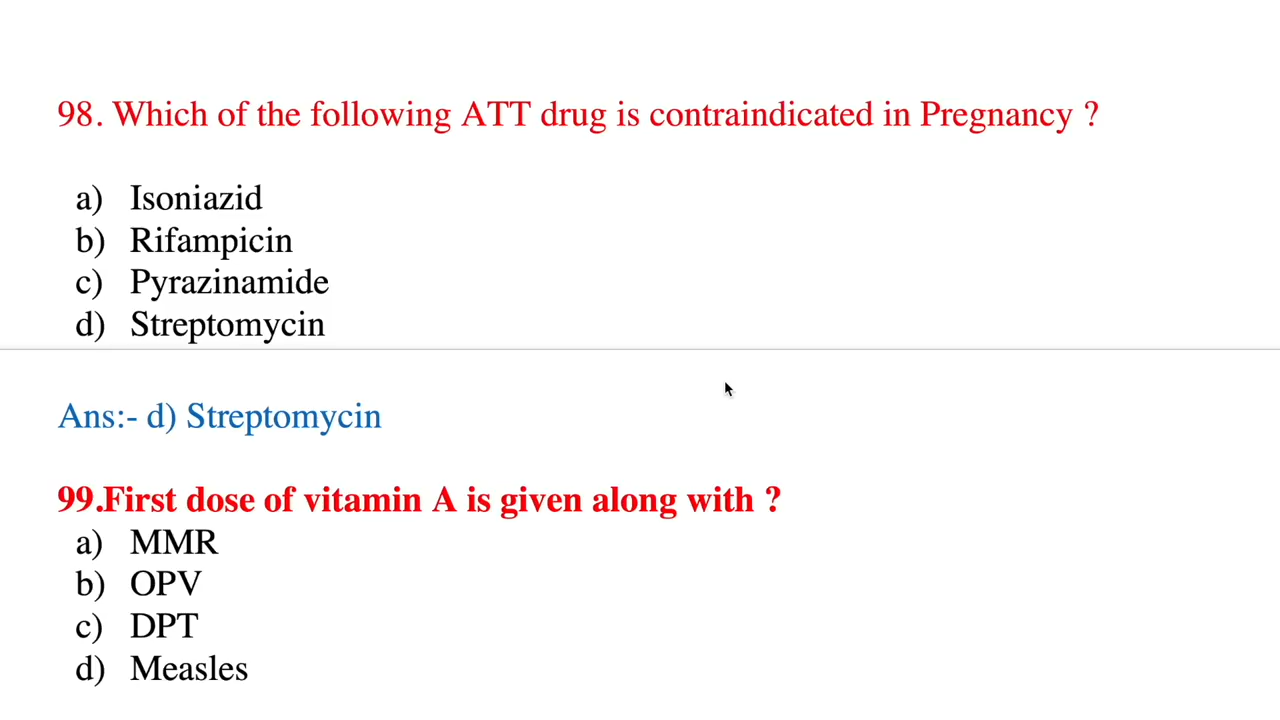 98. Which of the following ATT drug is contraindicated in Pregnancy ?
a) Isoniazid
b) Rifampicin
c) Pyrazinamide
d) Streptomycin
Ans:- d) Streptomycin
99.First dose of vitamin A is given along with ?
a) MMR
b) OPV
c) DPT
d) Measles